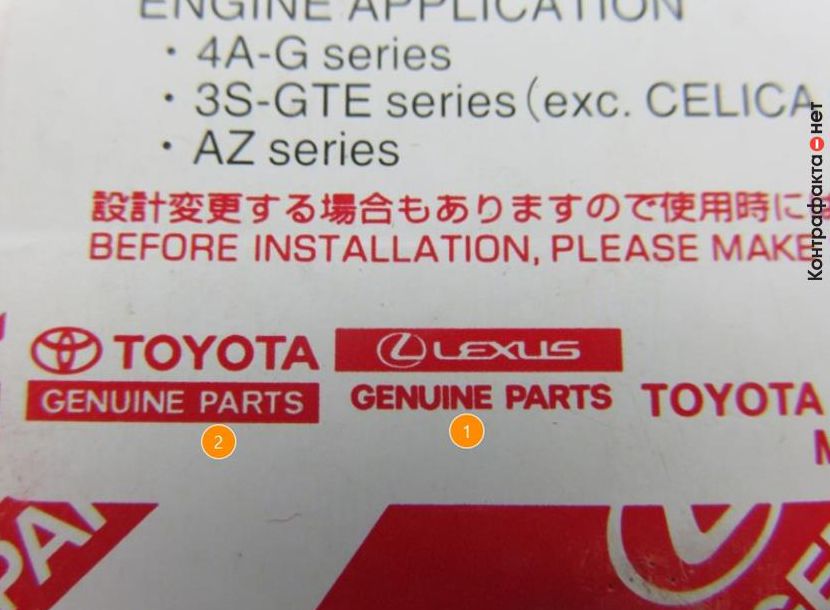 ENGINE APPLICATION
・4A-G series
・3S-GTE series (exc. CELICA
・AZ series
設計変更する場合もありますので使用時に
BEFORE INSTALLATION, PLEASE MAKE
TOYOTA
GENUINE PARTS
2
LEXUS
GENUINE PARTS
1
TOYOTA
M
PAR
Контрафакта нет